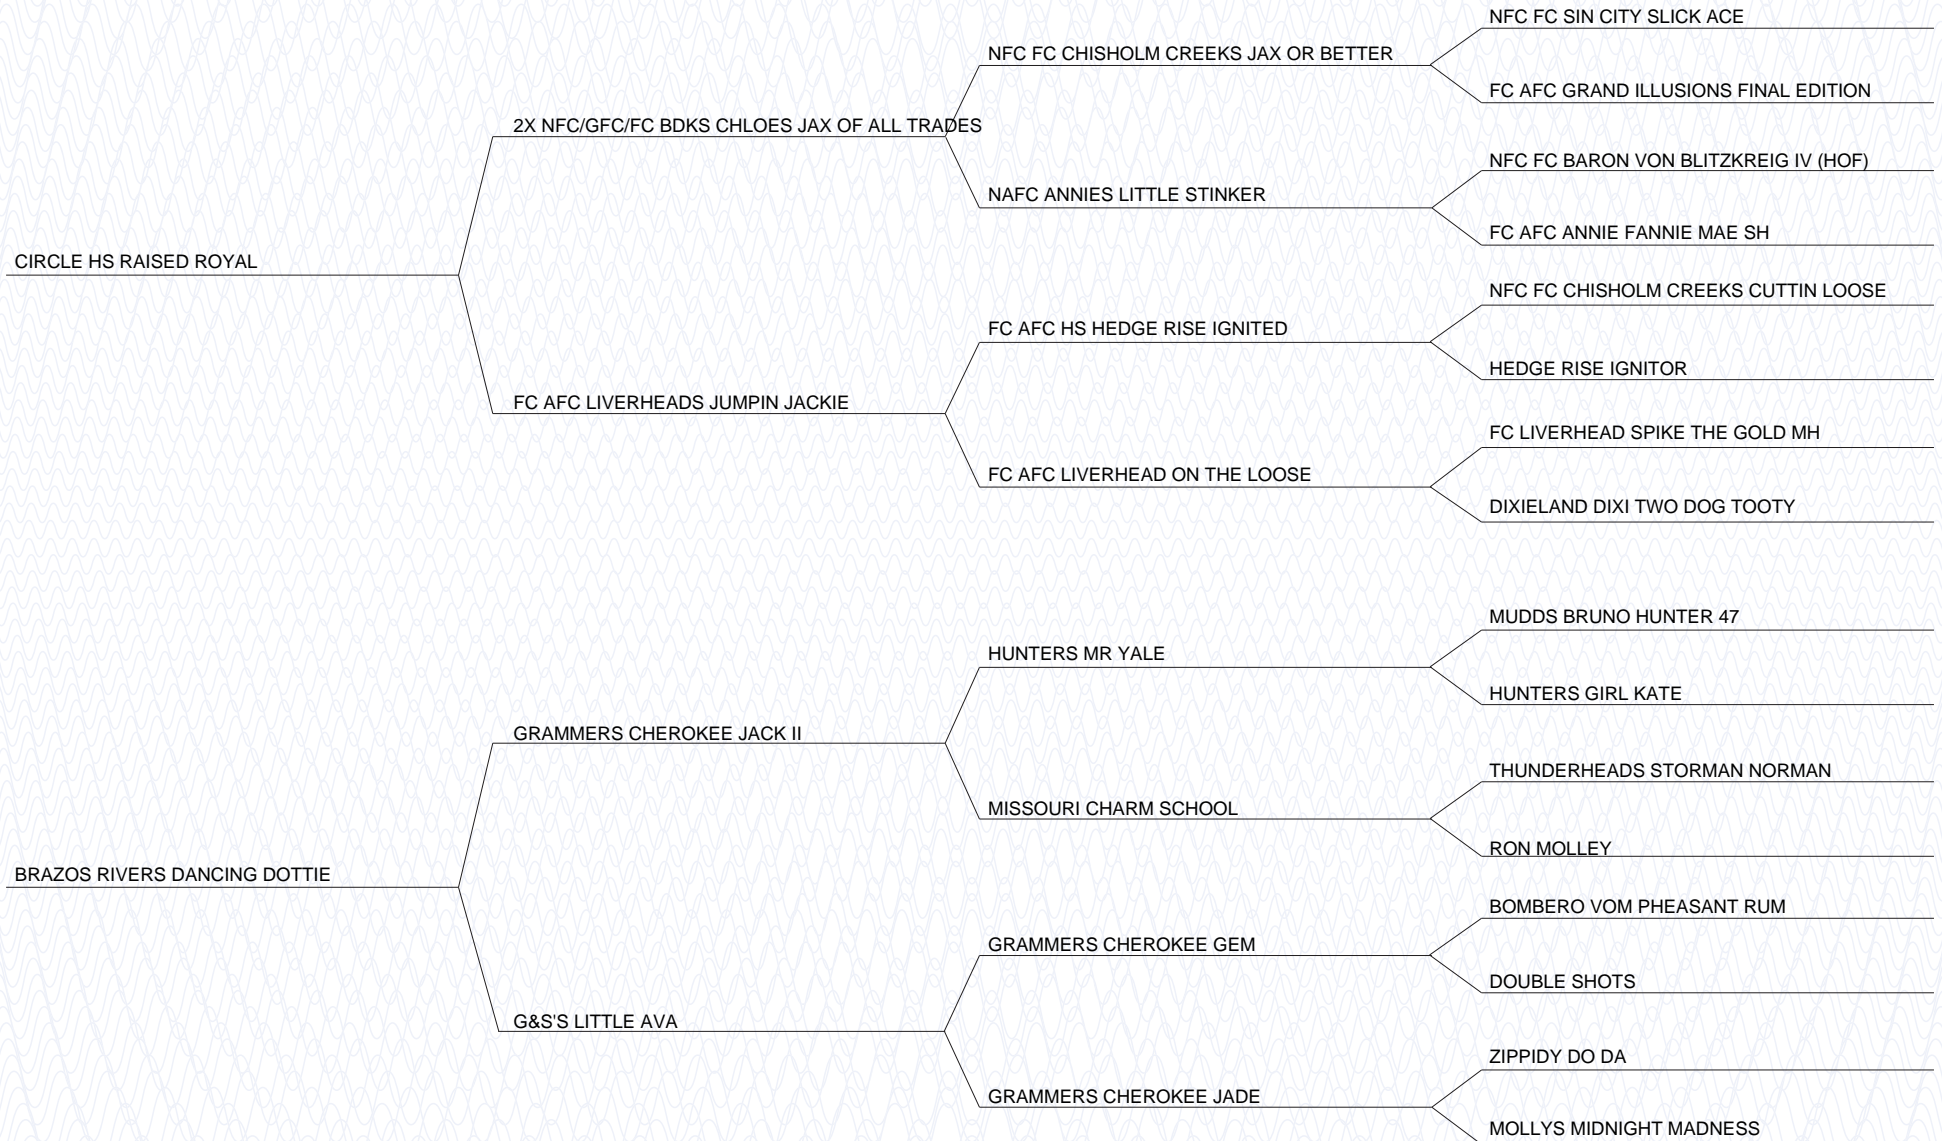 NFC FC SIN CITY SLICK ACE
NFC FC CHISHOLM CREEKS JAX OR BETTER
FC AFC GRAND ILLUSIONS FINAL EDITION
2X NFC/GFC/FC BDKS CHLOES JAX OF ALL TRADES
NFC FC BARON VON BLITZKREIG IV (HOF)
NAFC ANNIES LITTLE STINKER
FC AFC ANNIE FANNIE MAE SH
CIRCLE HS RAISED ROYAL
NFC FC CHISHOLM CREEKS CUTTIN LOOSE
FC AFC HS HEDGE RISE IGNITED
HEDGE RISE IGNITOR
FC AFC LIVERHEADS JUMPIN JACKIE
FC LIVERHEAD SPIKE THE GOLD MH
FC AFC LIVERHEAD ON THE LOOSE
DIXIELAND DIXI TWO DOG TOOTY
MUDDS BRUNO HUNTER 47
HUNTERS MR YALE
HUNTERS GIRL KATE
GRAMMERS CHEROKEE JACK II
THUNDERHEADS STORMAN NORMAN
MISSOURI CHARM SCHOOL
RON MOLLEY
BRAZOS RIVERS DANCING DOTTIE
BOMBERO VOM PHEASANT RUM
GRAMMERS CHEROKEE GEM
DOUBLE SHOTS
G&S'S LITTLE AVA
ZIPPIDY DO DA
GRAMMERS CHEROKEE JADE
MOLLYS MIDNIGHT MADNESS